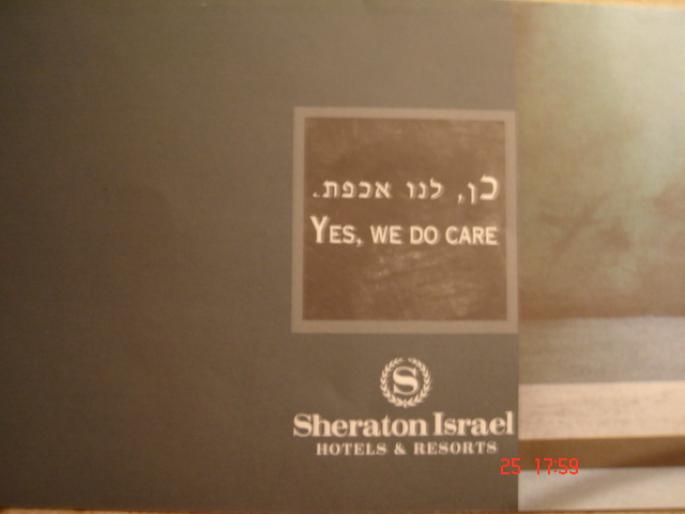 כן, לנו אכפת.
YES, WE DO CARE
S
Sheraton Israel
HOTELS & RESORTS
25 17:59